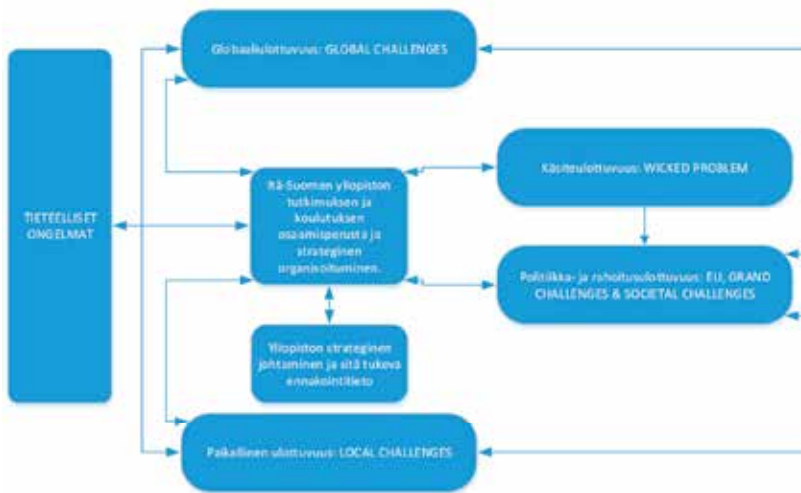 Globaaliulottuvuus: GLOBAL CHALLENGES
TIETEELLISET
ONGELMAT
Itä-Suomen yliopiston
tutkimuksen ja
koulutuksen
osaamisperusta ja
strateginen
organisoituminen.
Käsiteulottuvuus: WICKED PROBLEM
Politiikka- ja rahoitusulottuvuus: EU, GRAND
CHALLENGES & SOCIETAL CHALLENGES
Yliopiston strateginen
johtaminen ja sitä tukeva
ennakointitieto
Paikallinen ulottuvuus: LOCAL CHALLENGES